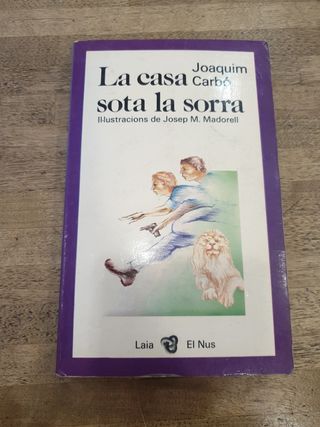 Joaquim
Carbó
La casa
sota la sorra
Il·lustracions de Josep M. Madorell
Laia
El Nus